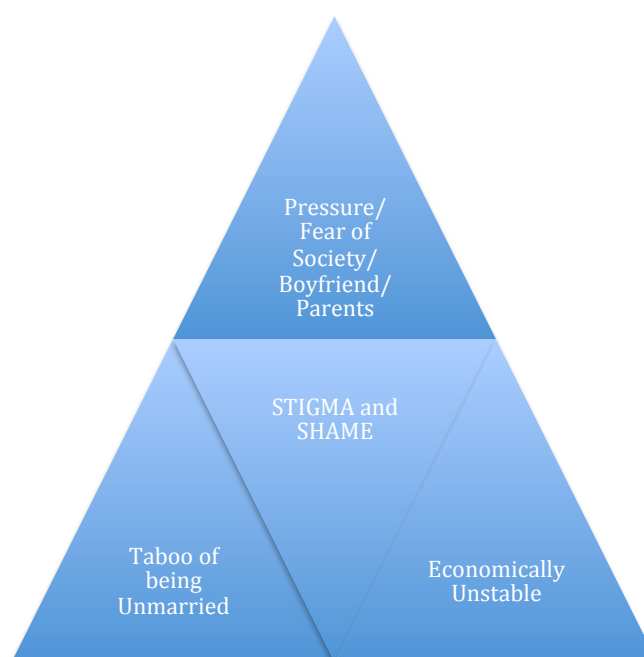 Pressure/
Fear of
Society/
Boyfriend/
Parents
STIGMA and
SHAME
Taboo of
being
Unmarried
Economically
Unstable